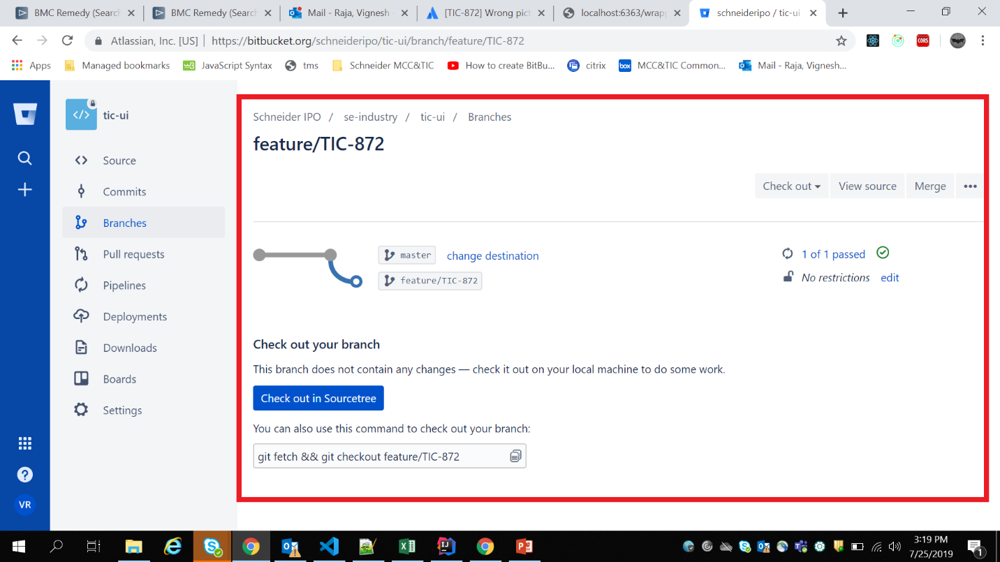 BMC Remedy (Search
BMC Remedy (Search
Mail - Raja, Vignesh -
[TIC-872] Wrong pict
localhost:6363/wrapp
schneideripo / tic-ui
Atlassian, Inc. [US] | https://bitbucket.org/schneideripo/tic-ui/branch/feature/TIC-872
CORS
Apps
Managed bookmarks
w3
JavaScript Syntax
tms
Schneider MCC&TIC
How to create BitBu...
citrix
box
MCC&TIC Common...
Mail - Raja, Vignesh...
tic-ui
Source
Commits
Branches
Pull requests
Pipelines
Deployments
Downloads
Boards
Settings
VR
Schneider IPO / se-industry / tic-ui / Branches
feature/TIC-872
Check out
View source
Merge
master
change destination
feature/TIC-872
1 of 1 passed
No restrictions edit
Check out your branch
This branch does not contain any changes — check it out on your local machine to do some work.
Check out in Sourcetree
You can also use this command to check out your branch:
git fetch && git checkout feature/TIC-872
3:19 PM
7/25/2019
1